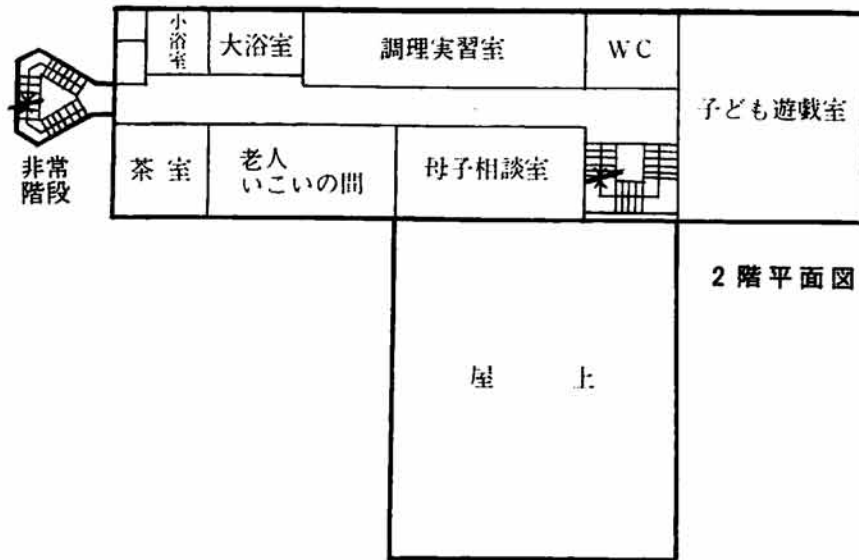 小浴室
大浴室
調理実習室
WC
子ども遊戯室
非常
階段
茶室
老人
いこいの間
母子相談室
2階平面図
屋上